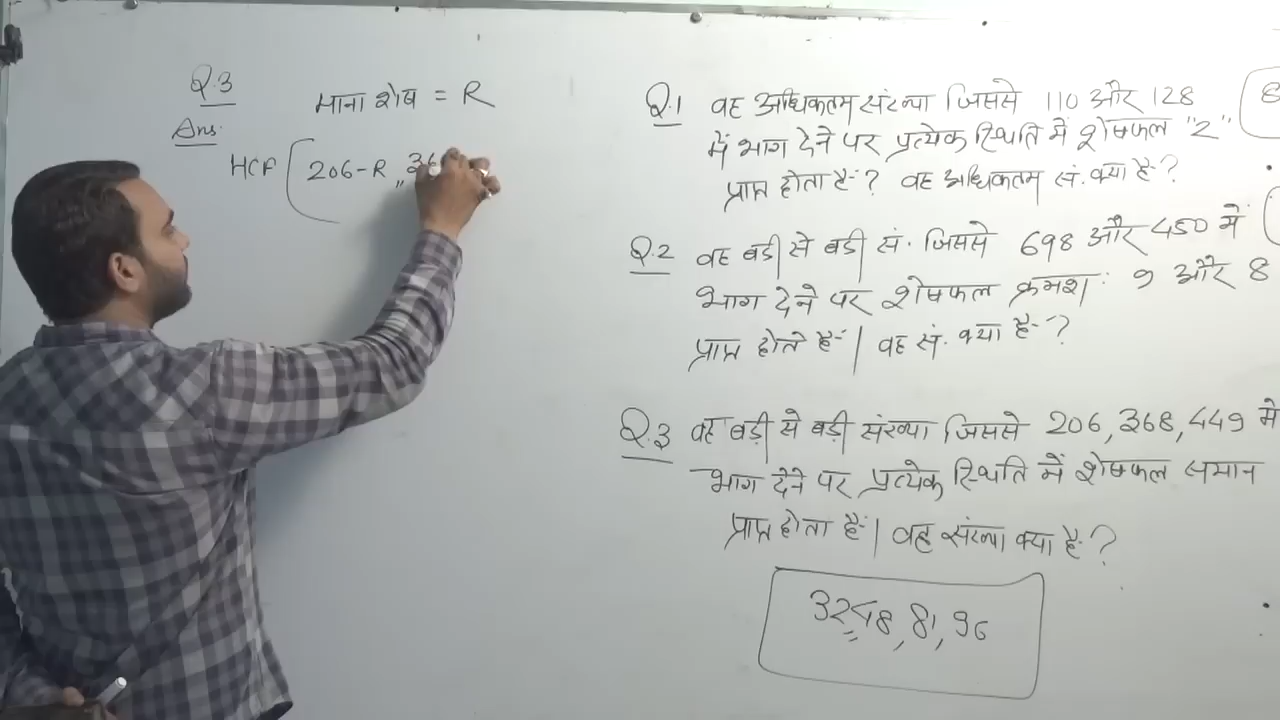 Q.3
माना शेष = R
Ans:
HCF ( 206-R, 36
Q.1 वह अधिकतम संख्या जिससे 110 और 128
में भाग देने पर प्रत्येक स्थिति में शेषफल "2"
प्राप्त होता है? वह अधिकतम सं. क्या है?
Q.2 वह बडी से बडी सं. जिससे 698 और 450 में
भाग देने पर शेषफल क्रमश: 9 और 8
प्राप्त होते हैं| वह सं. क्या है?
Q.3 वह बड़ी से बड़ी संख्या जिससे 206, 368, 449 में
भाग देने पर प्रत्येक स्थिति में शेषफल समान
प्राप्त होता है| वह संख्या क्या है?
81, 96